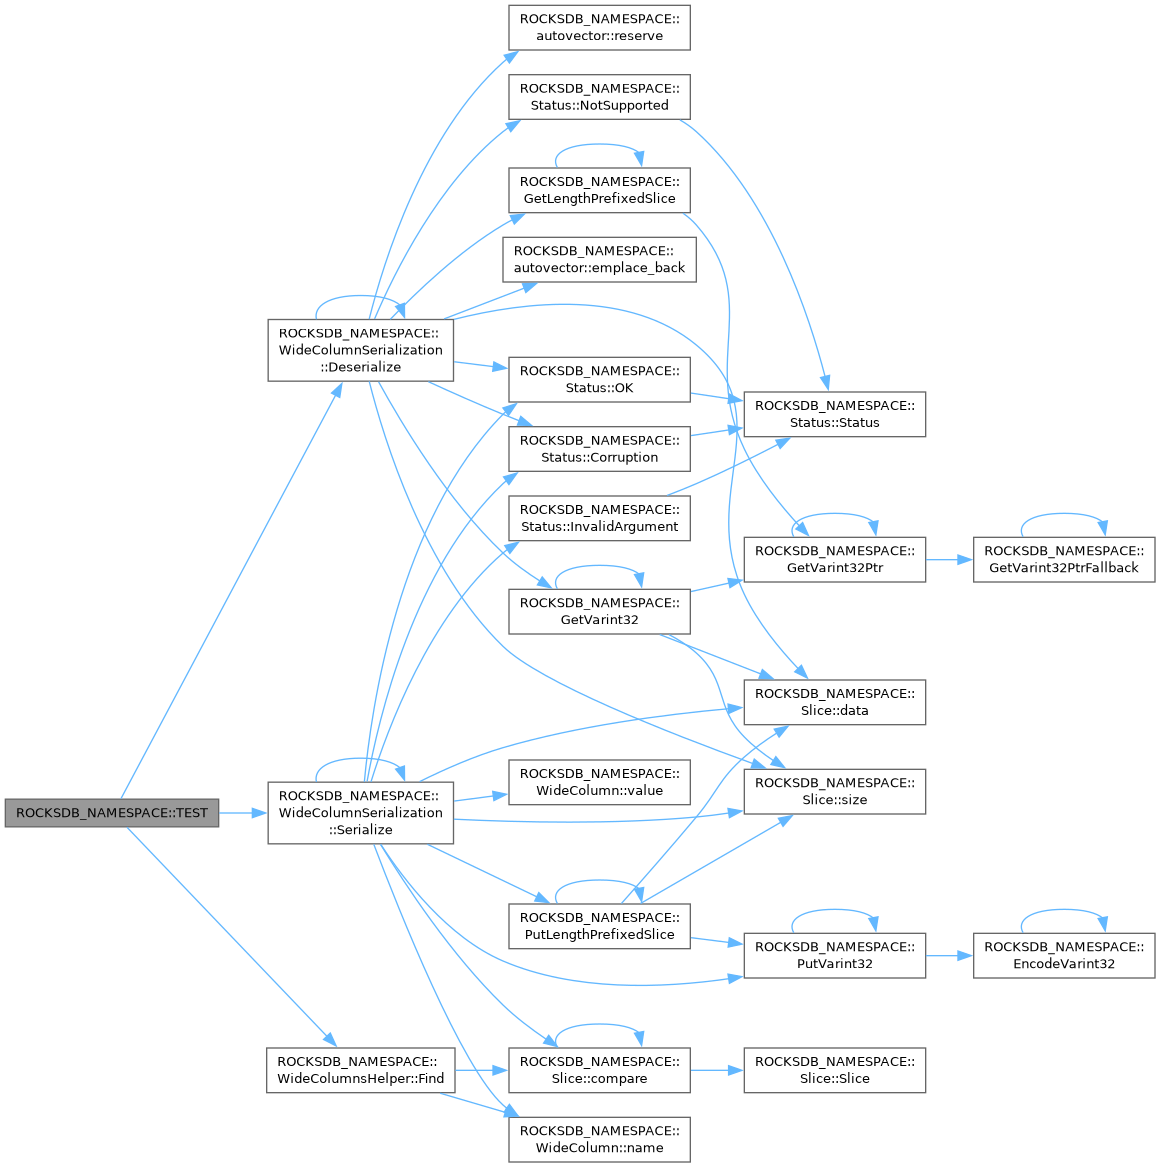 ROCKSDB_NAMESPACE::TEST
ROCKSDB_NAMESPACE::
WideColumnSerialization
::Deserialize
ROCKSDB_NAMESPACE::
WideColumnSerialization
::Serialize
ROCKSDB_NAMESPACE::
WideColumnsHelper::Find
ROCKSDB_NAMESPACE::
autovector::reserve
ROCKSDB_NAMESPACE::
Status::NotSupported
ROCKSDB_NAMESPACE::
GetLengthPrefixedSlice
ROCKSDB_NAMESPACE::
autovector::emplace_back
ROCKSDB_NAMESPACE::
Status::OK
ROCKSDB_NAMESPACE::
Status::Corruption
ROCKSDB_NAMESPACE::
Status::InvalidArgument
ROCKSDB_NAMESPACE::
GetVarint32
ROCKSDB_NAMESPACE::
WideColumn::value
ROCKSDB_NAMESPACE::
PutLengthPrefixedSlice
ROCKSDB_NAMESPACE::
Slice::compare
ROCKSDB_NAMESPACE::
WideColumn::name
ROCKSDB_NAMESPACE::
Status::Status
ROCKSDB_NAMESPACE::
GetVarint32Ptr
ROCKSDB_NAMESPACE::
Slice::data
ROCKSDB_NAMESPACE::
Slice::size
ROCKSDB_NAMESPACE::
PutVarint32
ROCKSDB_NAMESPACE::
Slice::Slice
ROCKSDB_NAMESPACE::
GetVarint32PtrFallback
ROCKSDB_NAMESPACE::
EncodeVarint32